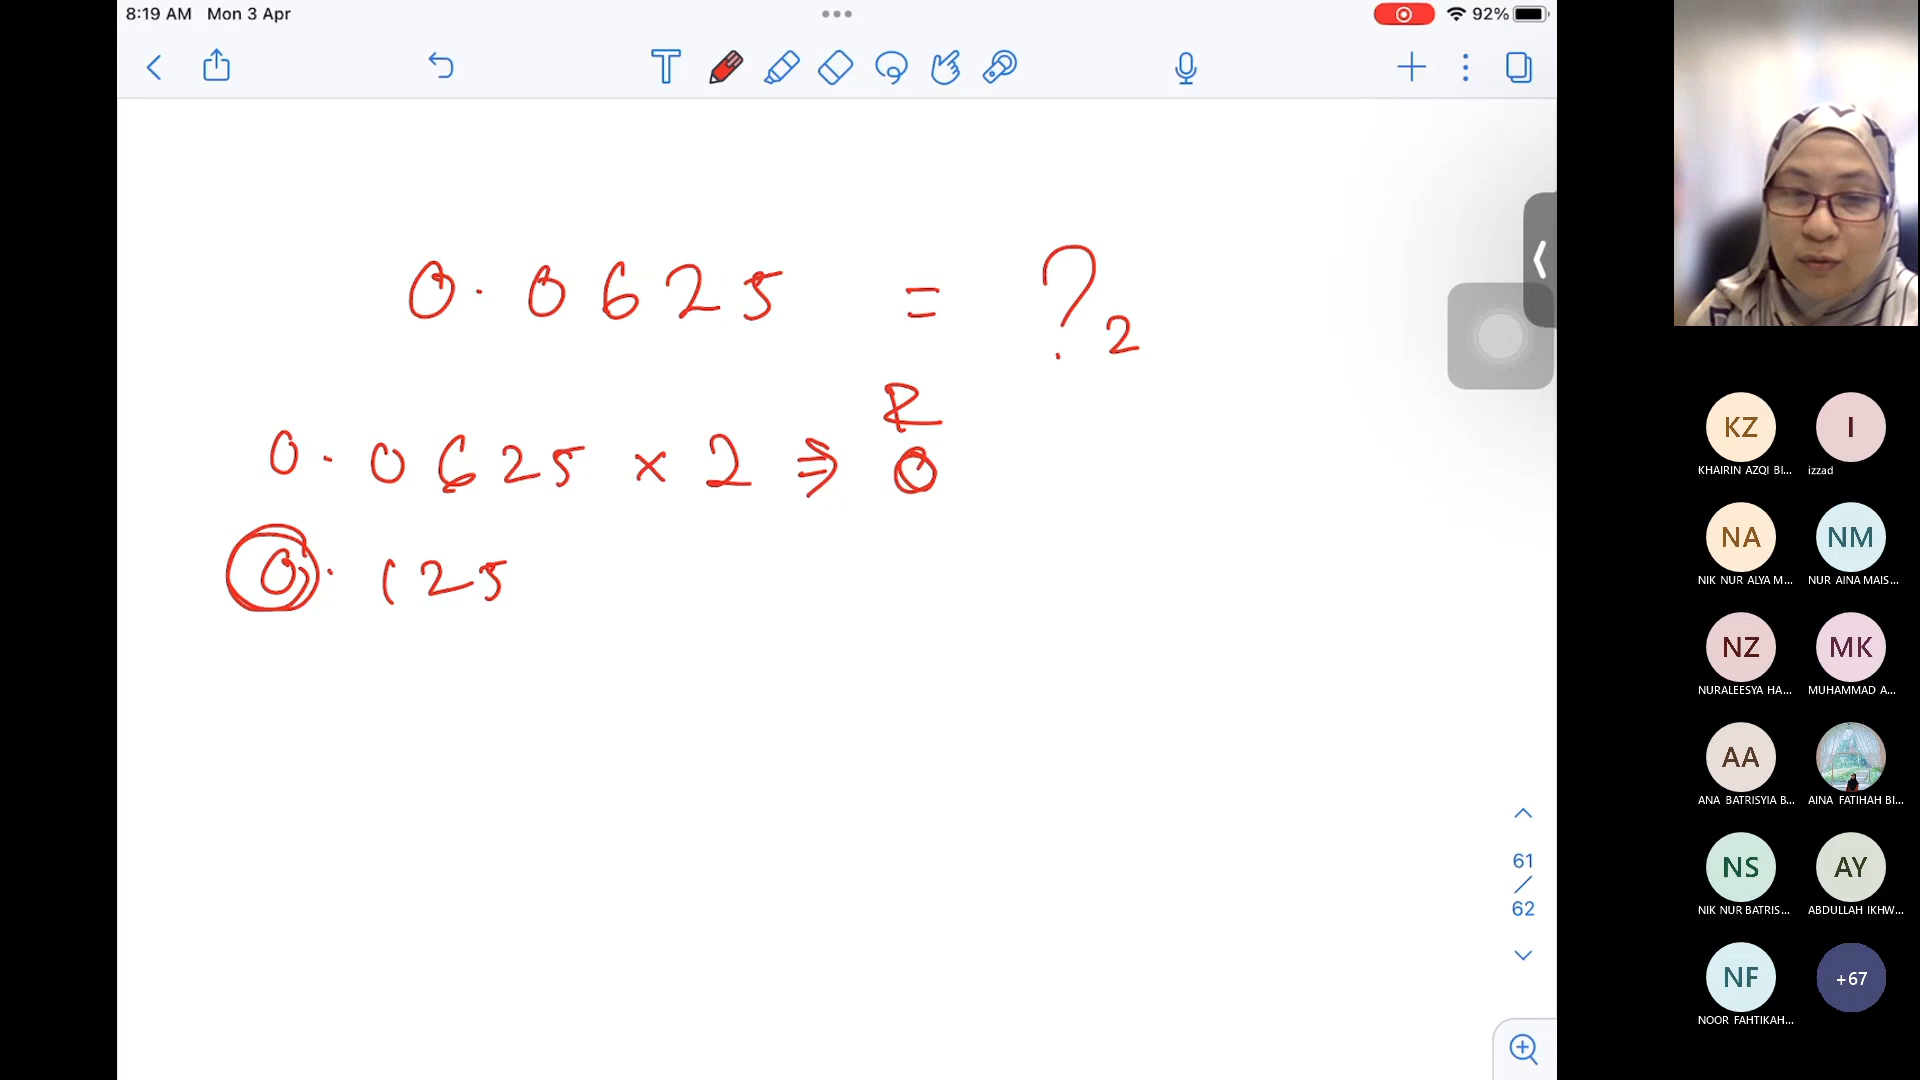 8:19 AM Mon 3 Apr
92%
T
0.0625 = ?2
R
0.0625 x 2 ⇒ 0
0.125
61
/
62
KZ
KHAIRIN AZQI BI...
I
izzad
NA
NIK NUR ALYA M...
NM
NUR AINA MAIS...
NZ
NURALEESYA HA...
MK
MUHAMMAD A...
AA
ANA BATRISYIA B...
AINA FATIHAH BI...
NS
NIK NUR BATRIS...
AY
ABDULLAH IKHW...
NF
NOOR FAHTIKAH...
+67